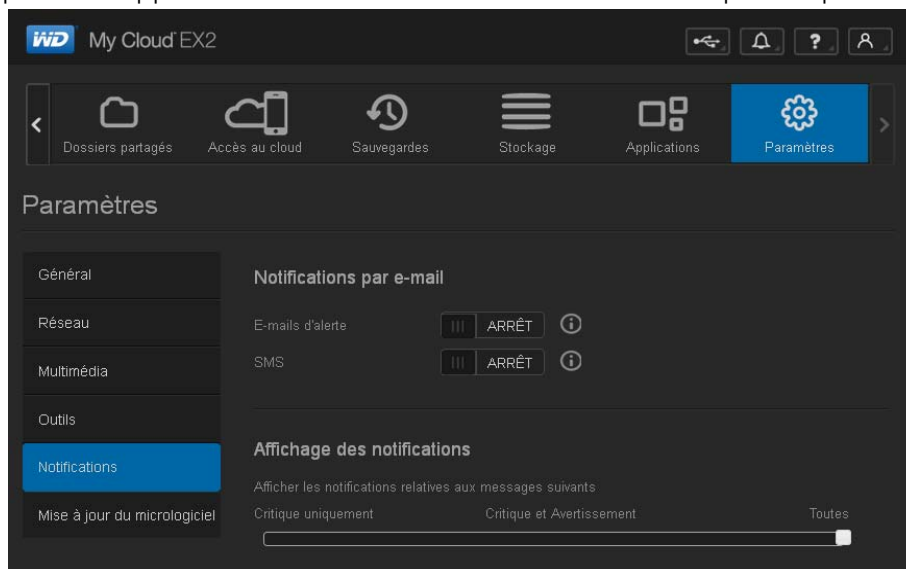 WD My Cloud EX2
?
Dossiers partagés
Accès au cloud
Sauvegardes
Stockage
Applications
Paramètres
Paramètres
Général
Réseau
Multimédia
Outils
Notifications
Mise à jour du micrologiciel
Notifications par e-mail
E-mails d'alerte
ARRÊT
SMS
ARRÊT
Affichage des notifications
Afficher les notifications relatives aux messages suivants
Critique uniquement
Critique et Avertissement
Toutes